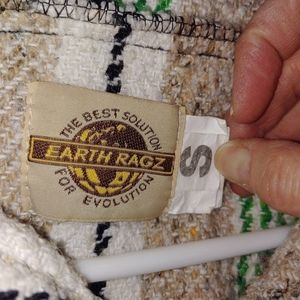 THE BEST SOLUTION
EARTH RAGZ
FOR EVOLUTION
S